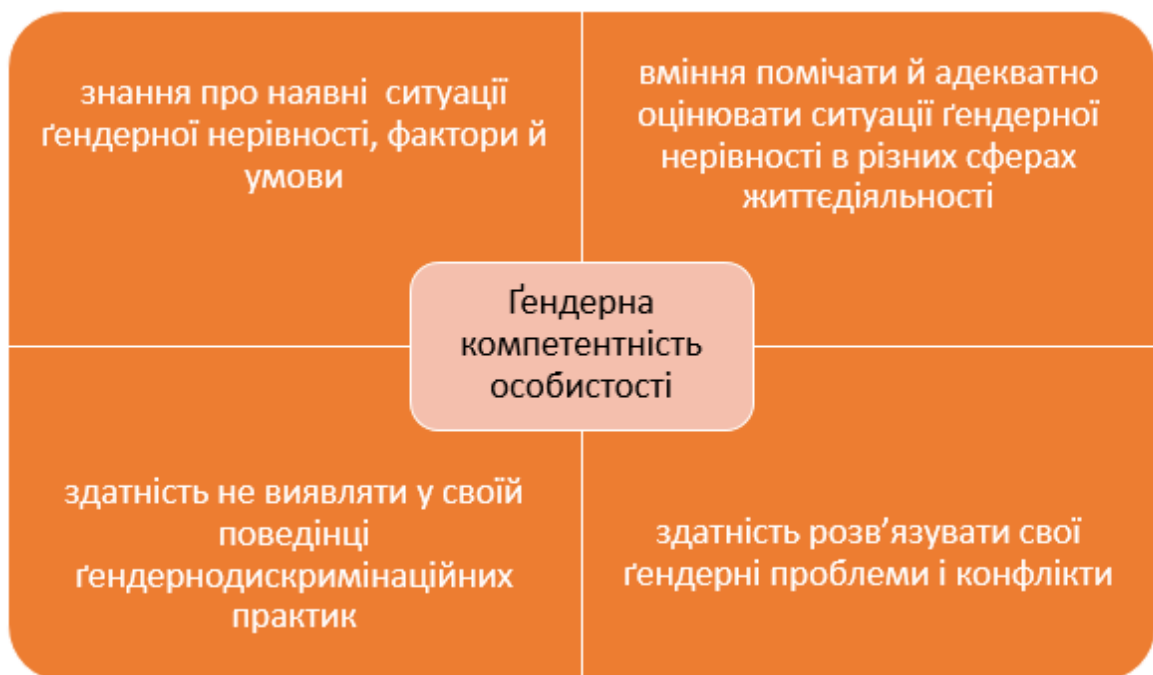 знання про наявні ситуації
ґендерної нерівності, фактори й
умови
вміння помічати й адекватно
оцінювати ситуації ґендерної
нерівності в різних сферах
життєдіяльності
Ґендерна
компетентність
особистості
здатність не виявляти у своїй
поведінці
ґендернодискримінаційних
практик
здатність розв’язувати свої
ґендерні проблеми і конфлікти